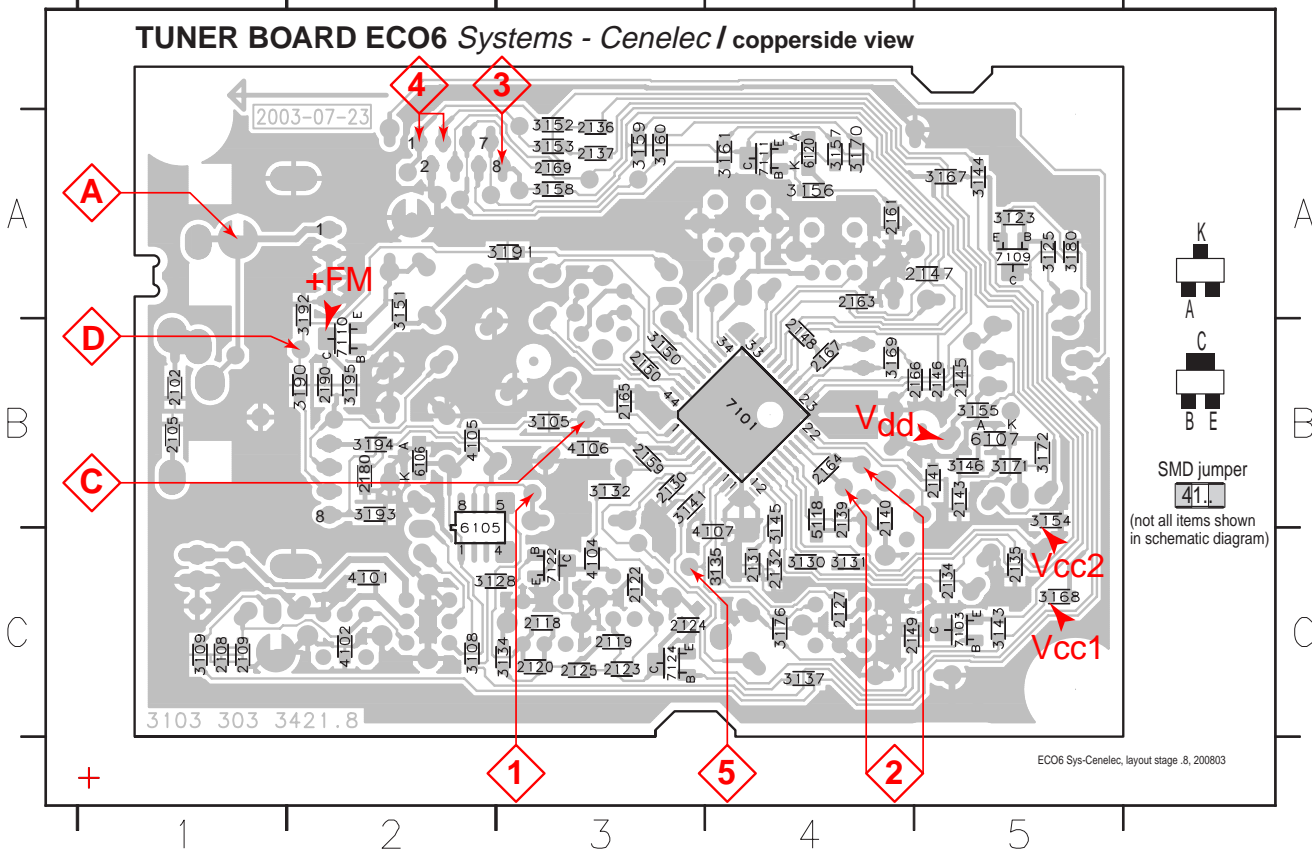 TUNER BOARD ECO6 Systems - Cenelec / copperside view
4 3
2003-07-23
1 7
2 8
3152 2136
3153 2137
2169
3158
3159 3160
3161 C 7111 E B
A 6120 K
3157 3170
3156
3167 3144
A
A
A
2161
3123
E B
7109
C
3125 3180
1
3191
2147
+FM
3192
3151
2163
K
A
D
C 7110 E B
3150
2150
34 33
2148
2167
3169
C
B E
2102
3190 2190 3195
2165
44
7101
23
2166 2146 2145
2105
3105
1
22
Vdd
3155
A K
6107
3172
B
B
3194
A
6106
K
4105
4106
2159
2164
2180
C
3132
2130
3141
11 12
2141
3146 3171
2143
SMD jumper
41..
(not all items shown
in schematic diagram)
8
3193
8 5
6105
1 4
4107
3145
5118 2139 2140
3154
Vcc2
4101
3128
B
7122 C
E
4104
2122
3135
2131 2132
3130 3131
2134
2135
3168
Vcc1
C
C
3109 2108 2109
4102
3108 3134
2118
2119
2120 2125 2123
2124
C 7124 E B
3176
2127
2149
C 7103 E B
3143
3137
3103 303 3421.8
1 5 2
ECO6 Sys-Cenelec, layout stage .8, 200803
1 2 3 4 5